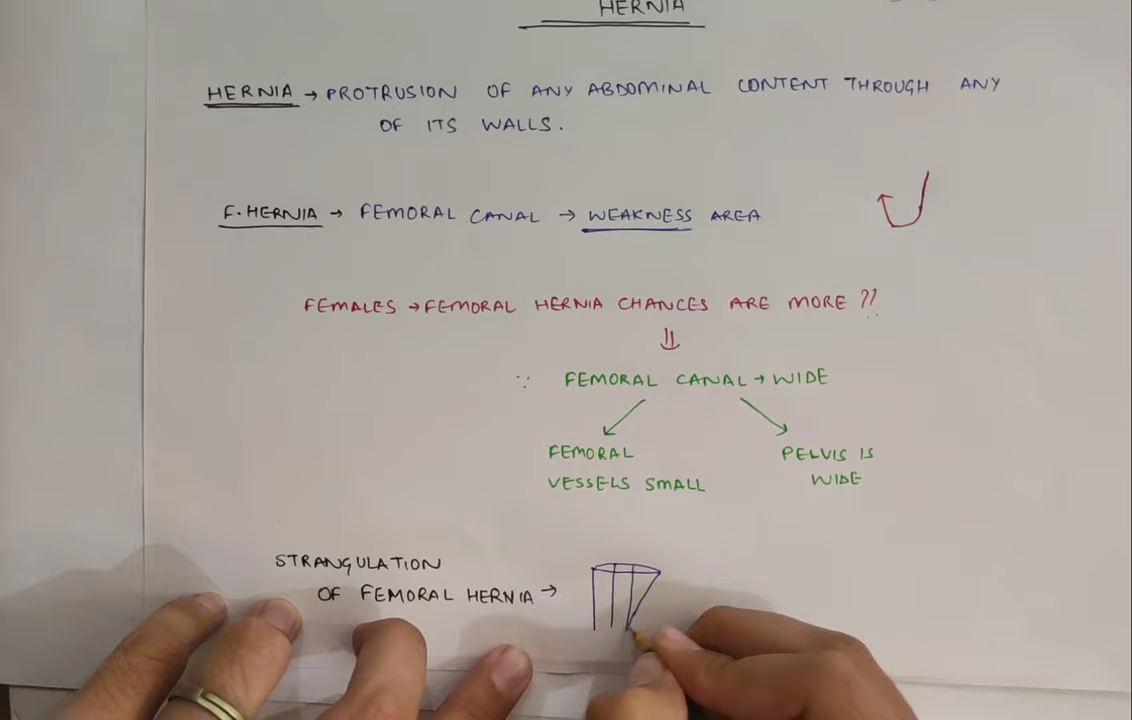 HERNIA
HERNIA → PROTRUSION OF ANY ABDOMINAL CONTENT THROUGH ANY
OF ITS WALLS.
F. HERNIA → FEMORAL CANAL → WEAKNESS AREA
FEMALES → FEMORAL HERNIA CHANCES ARE MORE ??
⇓
∵ FEMORAL CANAL → WIDE
FEMORAL
VESSELS SMALL
PELVIS IS
WIDE
STRANGULATION
OF FEMORAL HERNIA →